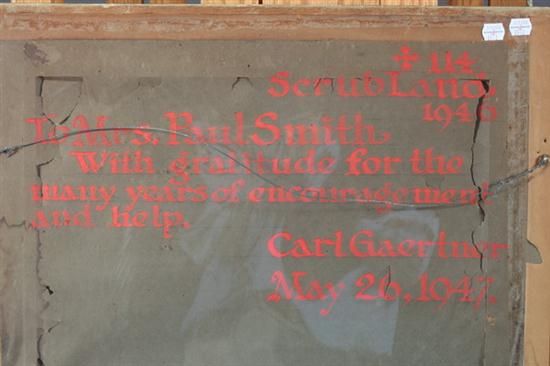 ✢ 114
Scrub Land.
1946
To Mrs. Paul Smith
With gratitude for the
many years of encouragement
and help.
Carl Gaertner
May 26, 1947.